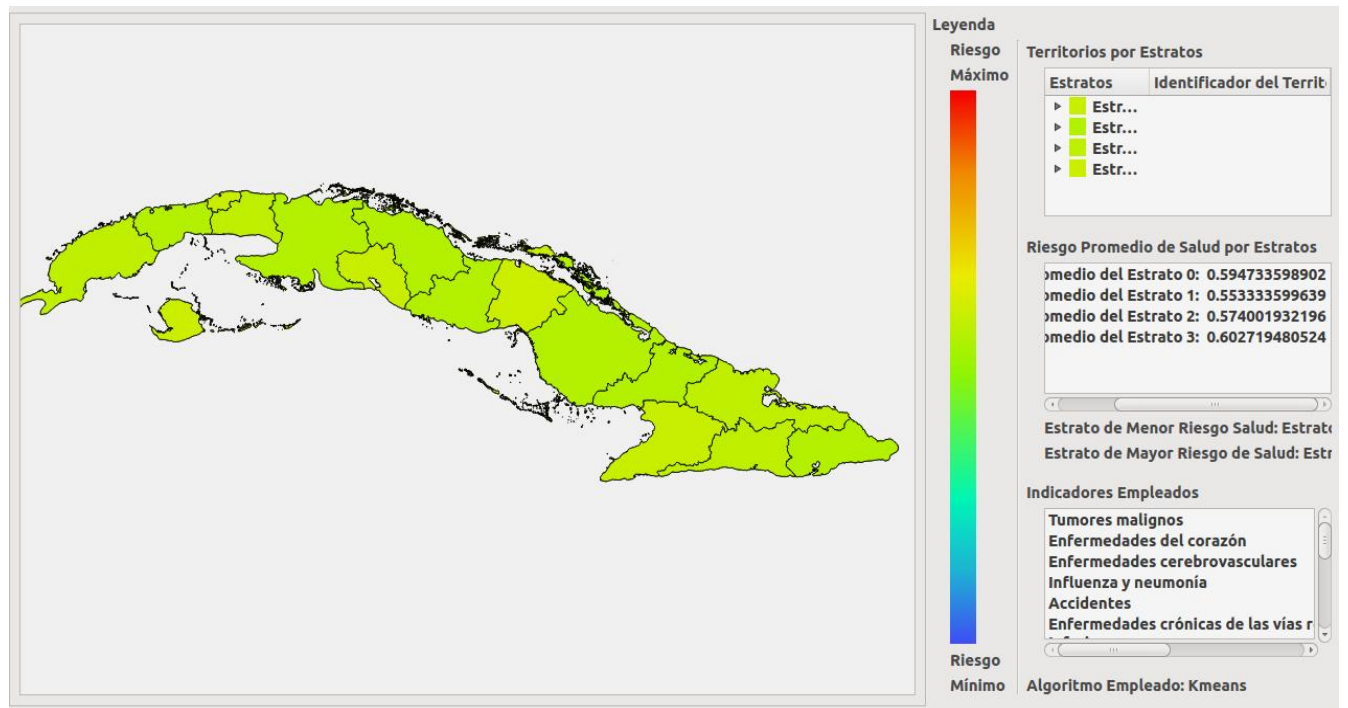 Leyenda
Riesgo
Máximo
Riesgo
Mínimo
Territorios por Estratos
Estratos Identificador del Territ
Estr...
Estr...
Estr...
Estr...
Riesgo Promedio de Salud por Estratos
omedio del Estrato 0: 0.594733598902
omedio del Estrato 1: 0.553333599639
omedio del Estrato 2: 0.574001932196
omedio del Estrato 3: 0.602719480524
Estrato de Menor Riesgo Salud: Estrato
Estrato de Mayor Riesgo de Salud: Estr
Indicadores Empleados
Tumores malignos
Enfermedades del corazón
Enfermedades cerebrovasculares
Influenza y neumonía
Accidentes
Enfermedades crónicas de las vías r
Algoritmo Empleado: Kmeans